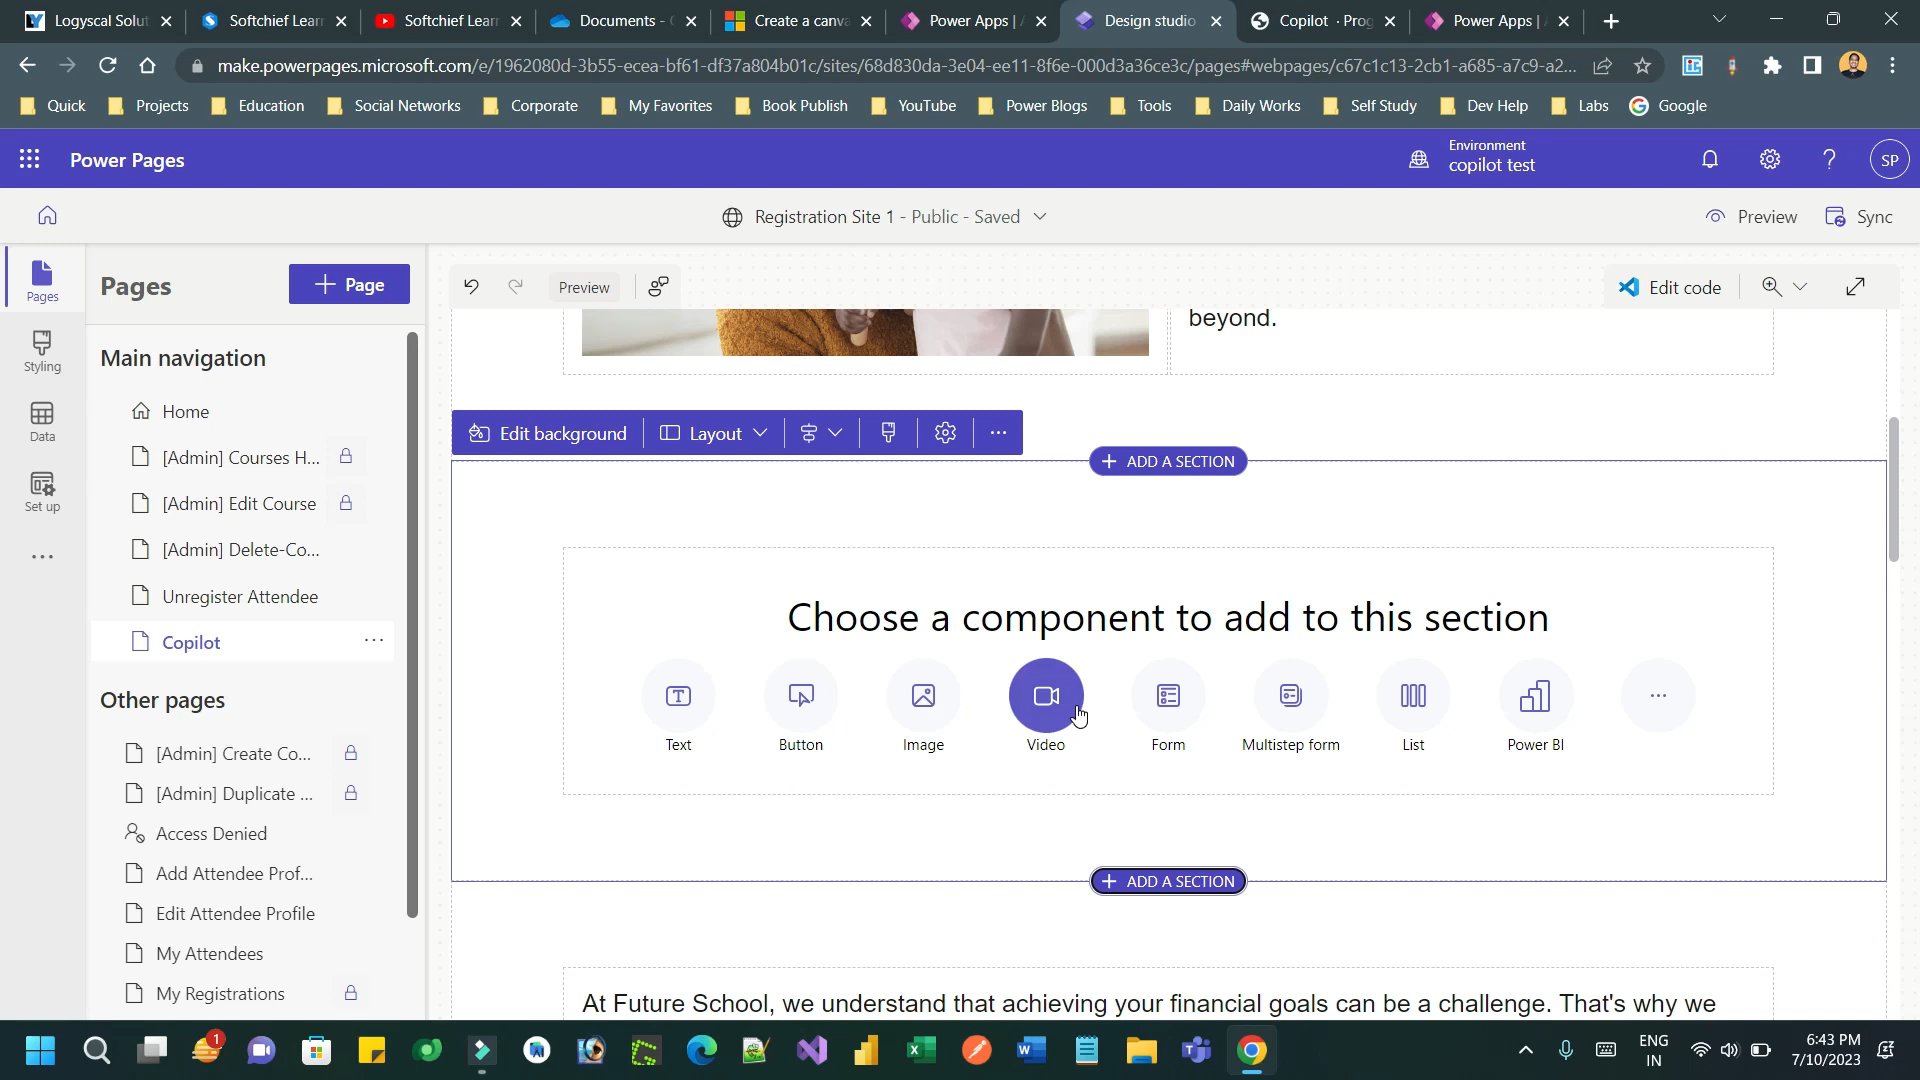 Logyscal Solut
Softchief Lear
Softchief Lear
Documents -
Create a canva
Power Apps |
Design studio
Copilot · Prog
Power Apps |
make.powerpages.microsoft.com/e/1962080d-3b55-ecea-bf61-df37a804b01c/sites/68d830da-3e04-ee11-8f6e-000d3a36ce3c/pages#webpages/c67c1c13-2cb1-a685-a7c9-a2...
Quick
Projects
Education
Social Networks
Corporate
My Favorites
Book Publish
YouTube
Power Blogs
Tools
Daily Works
Self Study
Dev Help
Labs
Google
Power Pages
Environment
copilot test
SP
Registration Site 1 - Public - Saved
Preview
Sync
Pages
Styling
Data
Set up
Pages
+ Page
Main navigation
Home
[Admin] Courses H...
[Admin] Edit Course
[Admin] Delete-Co...
Unregister Attendee
Copilot
Other pages
[Admin] Create Co...
[Admin] Duplicate ...
Access Denied
Add Attendee Prof...
Edit Attendee Profile
My Attendees
My Registrations
Preview
Edit code
beyond.
Edit background
Layout
+ ADD A SECTION
Choose a component to add to this section
Text
Button
Image
Video
Form
Multistep form
List
Power BI
+ ADD A SECTION
At Future School, we understand that achieving your financial goals can be a challenge. That's why we
1
ENG
IN
6:43 PM
7/10/2023